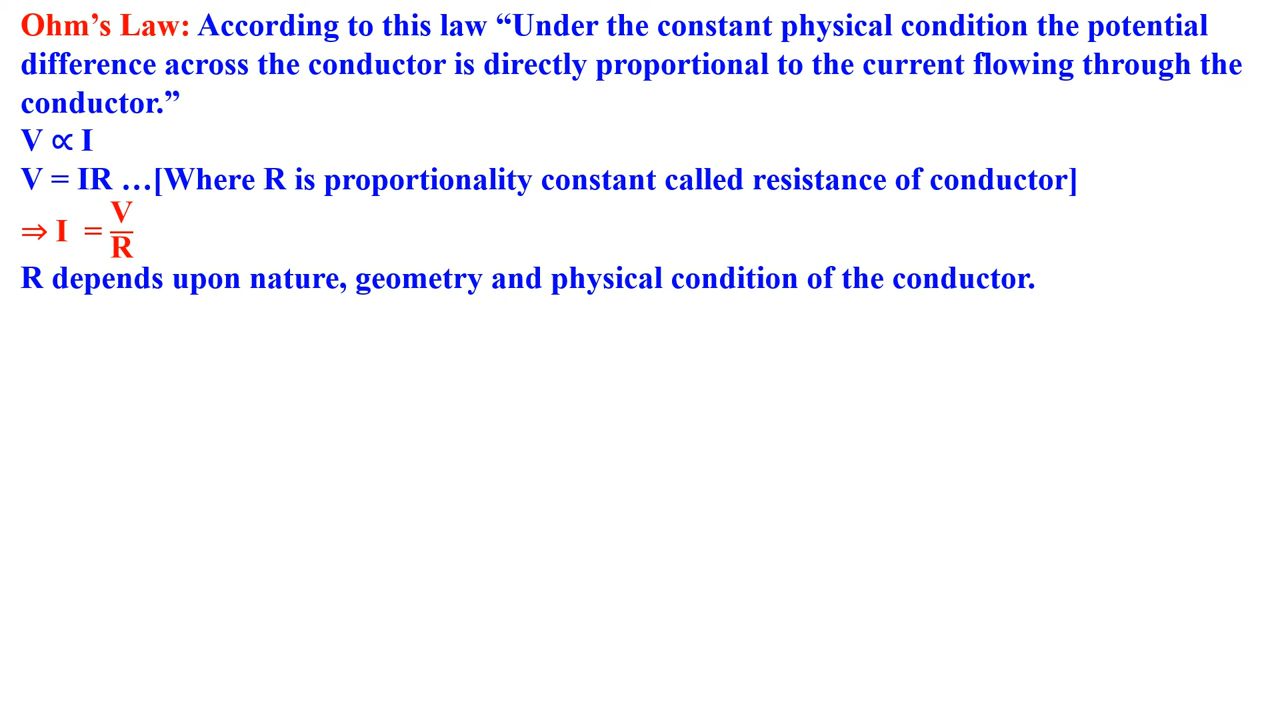 Ohm’s Law: According to this law “Under the constant physical condition the potential
difference across the conductor is directly proportional to the current flowing through the
conductor.”
V ∝ I
V = IR …[Where R is proportionality constant called resistance of conductor]
⇒ I = V/R
R depends upon nature, geometry and physical condition of the conductor.